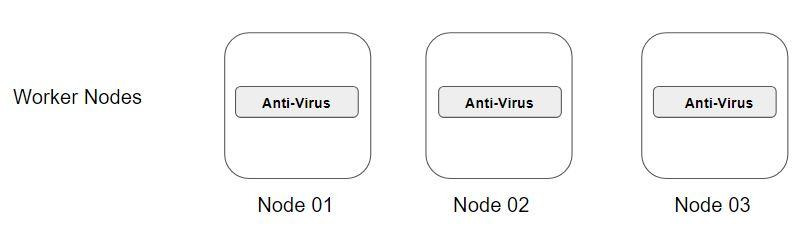 Worker Nodes
Anti-Virus
Anti-Virus
Anti-Virus
Node 01
Node 02
Node 03